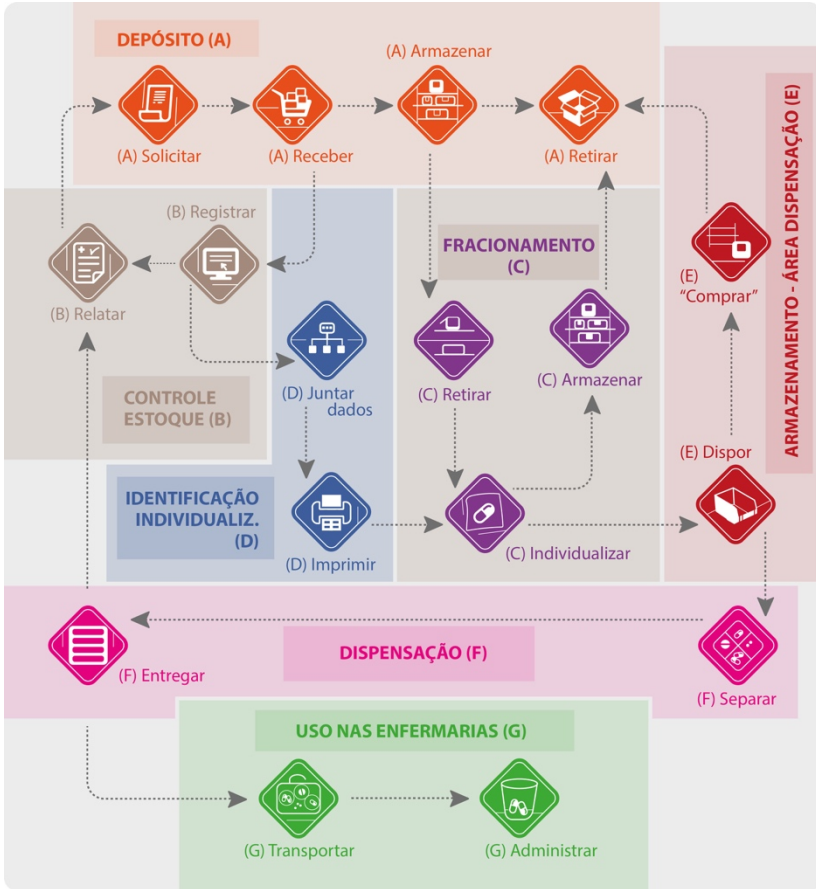 DEPÓSITO (A)
(A) Armazenar
(A) Solicitar
(A) Receber
(A) Retirar
ARMAZENAMENTO - ÁREA DISPENSAÇÃO (E)
(B) Registrar
(B) Relatar
CONTROLE
ESTOQUE (B)
FRACIONAMENTO
(C)
(E)
“Comprar”
(D) Juntar
dados
(C) Retirar
(C) Armazenar
(E) Dispor
IDENTIFICAÇÃO
INDIVIDUALIZ.
(D)
(D) Imprimir
(C) Individualizar
DISPENSAÇÃO (F)
(F) Entregar
(F) Separar
USO NAS ENFERMARIAS (G)
(G) Transportar
(G) Administrar